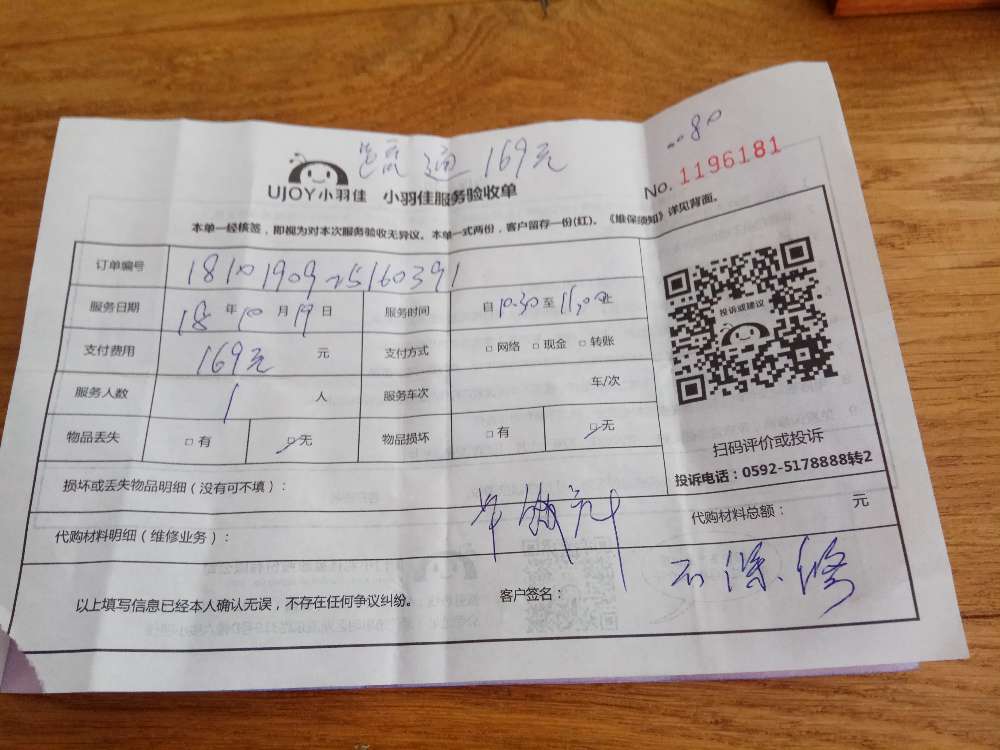 管疏通169元
UJOY小羽佳 小羽佳服务验收单
No. 1196181
本单一经核签，即视为对本次服务验收无异议。本单一式两份，客户留存一份(红)。《维保须知》详见背面。
订单编号 1810190925160391
服务日期 18年10月19日 服务时间 自10:30至11:00止
支付费用 169元 元 支付方式 □网络 □现金 □转账
投诉或建议
服务人数 1 人 服务车次 车/次
物品丢失 □有 □无 物品损坏 □有 □无
扫码评价或投诉
投诉电话：0592-5178888转2
损坏或丢失物品明细（没有可不填）：
代购材料明细（维修业务）： 代购材料总额： 元
以上填写信息已经本人确认无误，不存在任何争议纠纷。 客户签名：